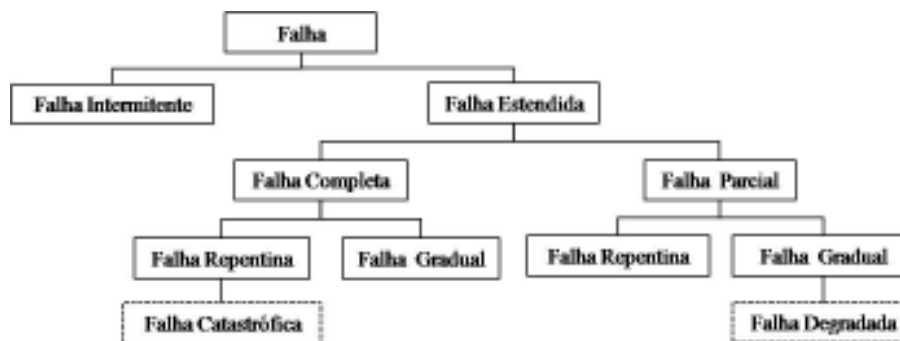 Falha
Falha Intermitente
Falha Estendida
Falha Completa
Falha Parcial
Falha Repentina
Falha Gradual
Falha Repentina
Falha Gradual
Falha Catastrófica
Falha Degradada